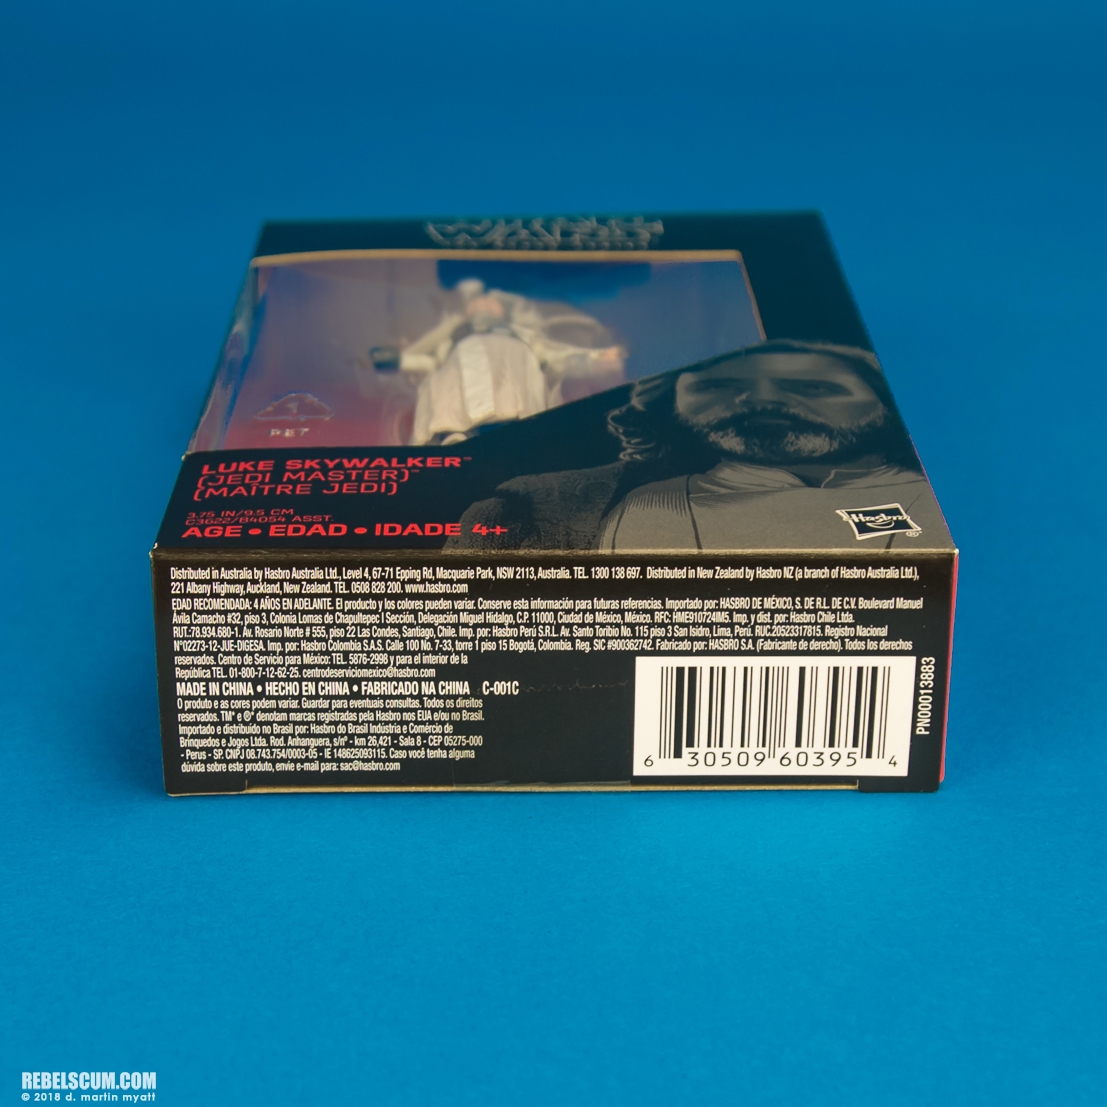 STAR
WARS
PET
LUKE SKYWALKER™
(JEDI MASTER)™
(MAÎTRE JEDI)
3.75 IN/9.5 CM
C3622/B4054 ASST.
AGE • EDAD • IDADE 4+
Hasbro®
Distributed in Australia by Hasbro Australia Ltd., Level 4, 67-71 Epping Rd, Macquarie Park, NSW 2113, Australia. TEL. 1300 138 697. Distributed in New Zealand by Hasbro NZ (a branch of Hasbro Australia Ltd.),
221 Albany Highway, Auckland, New Zealand. TEL. 0508 828 200. www.hasbro.com
EDAD RECOMENDADA: 4 AÑOS EN ADELANTE. El producto y los colores pueden variar. Conserve esta información para futuras referencias. Importado por: HASBRO DE MÉXICO, S. DE R.L. DE C.V. Boulevard Manuel
Ávila Camacho #32, piso 3, Colonia Lomas de Chapultepec I Sección, Delegación Miguel Hidalgo, C.P. 11000, Ciudad de México, México. RFC: HME910724IM5. Imp. y dist. por: Hasbro Chile Ltda.
RUT.:78.934.680-1. Av. Rosario Norte # 555, piso 22 Las Condes, Santiago, Chile. Imp. por: Hasbro Perú S.R.L. Av. Santo Toribio No. 115 piso 3 San Isidro, Lima, Perú. RUC.20523317815. Registro Nacional
N°02273-12-JUE-DIGESA. Imp. por: Hasbro Colombia S.A.S. Calle 100 No. 7-33, torre 1 piso 15 Bogotá, Colombia. Reg. SIC #900362742. Fabricado por: HASBRO S.A. (Fabricante de derecho). Todos los derechos
reservados. Centro de Servicio para México: TEL. 5876-2998 y para el interior de la
República TEL. 01-800-7-12-62-25. centrodeserviciomexico@hasbro.com
MADE IN CHINA • HECHO EN CHINA • FABRICADO NA CHINA C-001C
O produto e as cores podem variar. Guardar para eventuais consultas. Todos os direitos
reservados. TM* e ®* denotam marcas registradas pela Hasbro nos EUA e/ou no Brasil.
Importado e distribuído no Brasil por: Hasbro do Brasil Indústria e Comércio de
Brinquedos e Jogos Ltda. Rod. Anhanguera, s/nº - km 26,421 - Sala 8 - CEP 05275-000
- Perus - SP. CNPJ 08.743.754/0003-05 - IE 148625093115. Caso você tenha alguma
dúvida sobre este produto, envie e-mail para: sac@hasbro.com
6 30509 60395 4
PN00013883
REBELSCUM.COM
© 2018 d. martin myatt